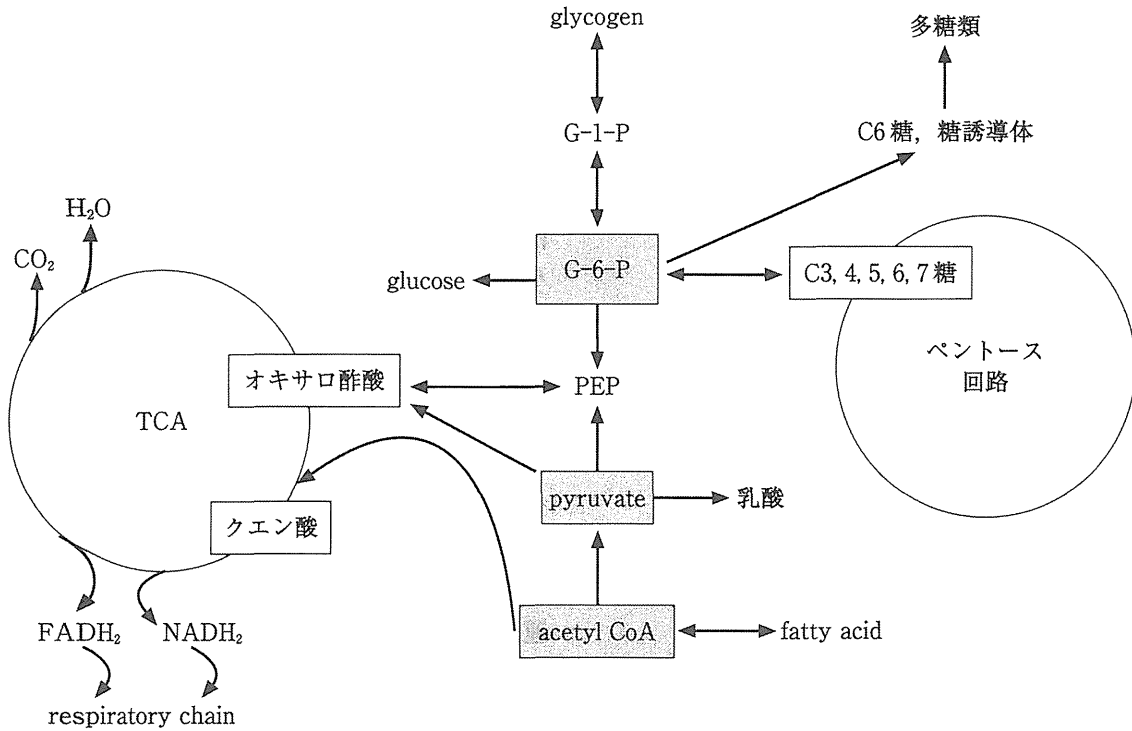 glycogen
多糖類
G-1-P
C6糖，糖誘導体
H₂O
CO₂
glucose
G-6-P
C3, 4, 5, 6, 7糖
ペントース
回路
オキサロ酢酸
PEP
TCA
pyruvate
乳酸
クエン酸
acetyl CoA
fatty acid
FADH₂
NADH₂
respiratory chain